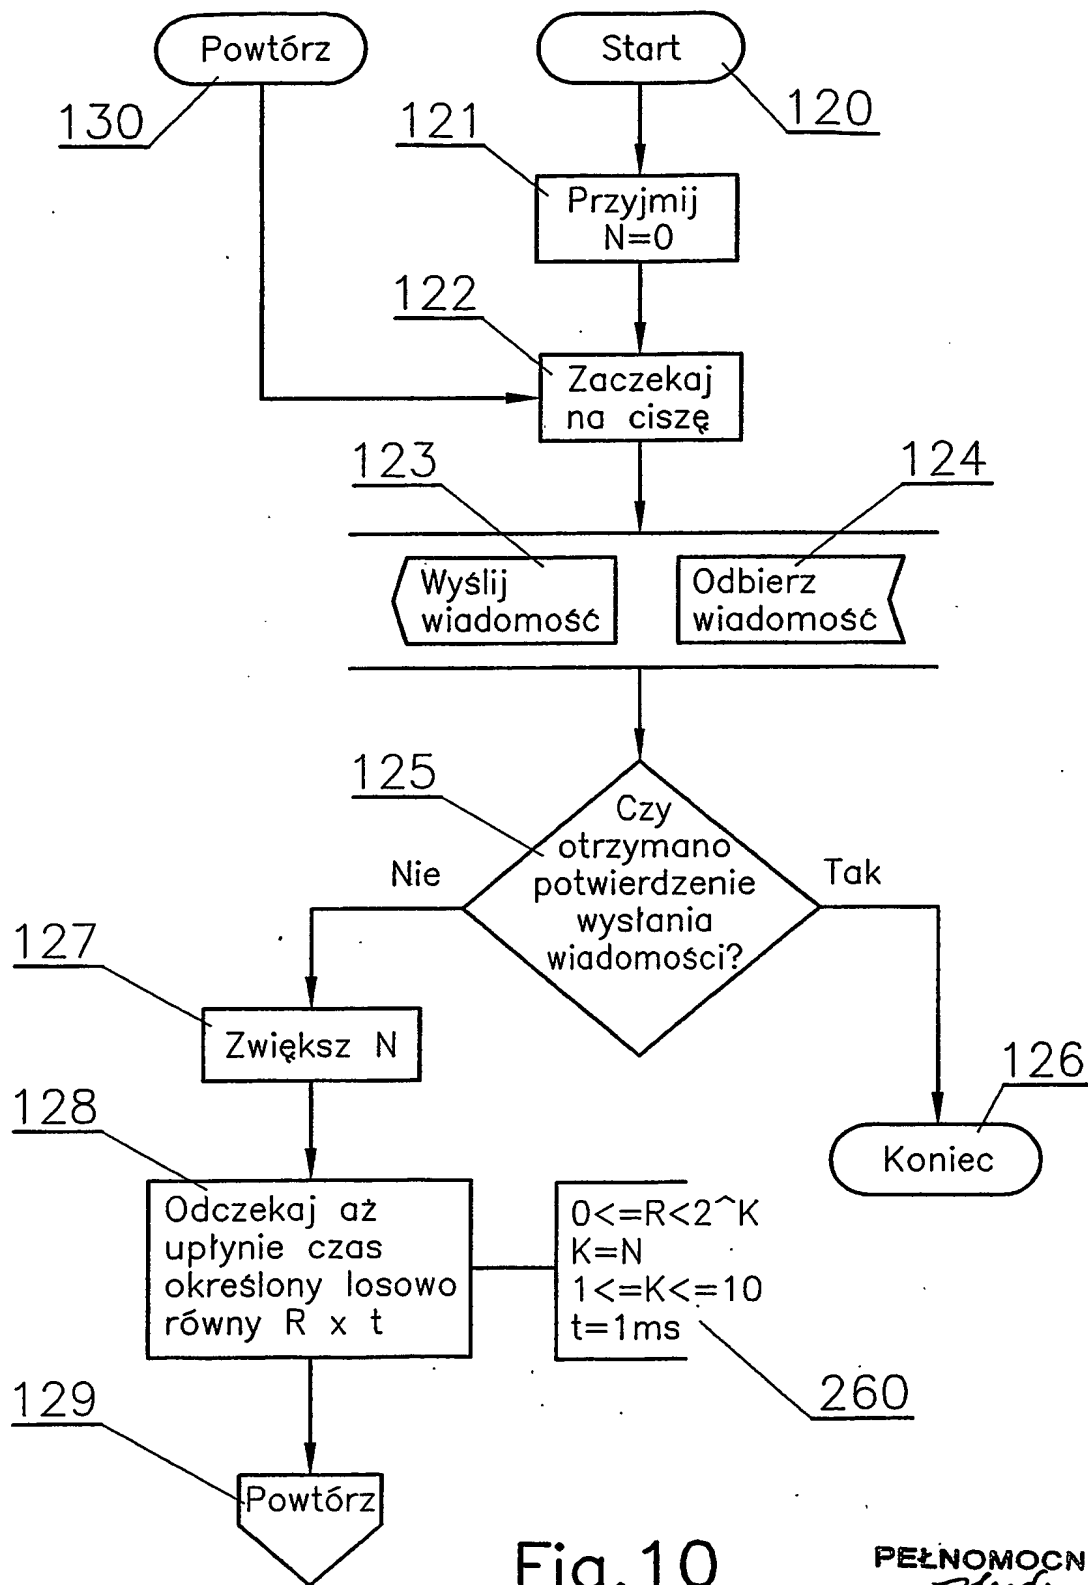 Powtórz
Start
130
120
121
Przyjmij
N=0
122
Zaczekaj
na ciszę
123
124
Wyślij
wiadomość
Odbierz
wiadomość
125
Czy
otrzymano
potwierdzenie
wysłania
wiadomości?
Nie
Tak
127
Zwiększ N
126
Koniec
128
Odczekaj aż
upłynie czas
określony losowo
równy R x t
0<=R<2^K
K=N
1<=K<=10
t=1ms
260
129
Powtórz
Fig.10
PEŁNOMOCN